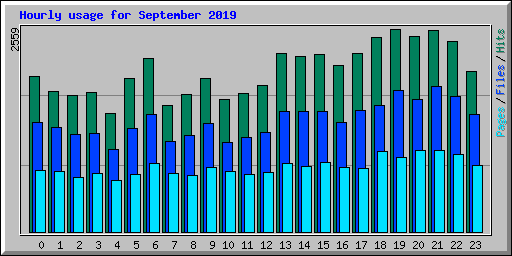 Hourly usage for September 2019
2559
Pages/Files/Hits
0 1 2 3 4 5 6 7 8 9 10 11 12 13 14 15 16 17 18 19 20 21 22 23